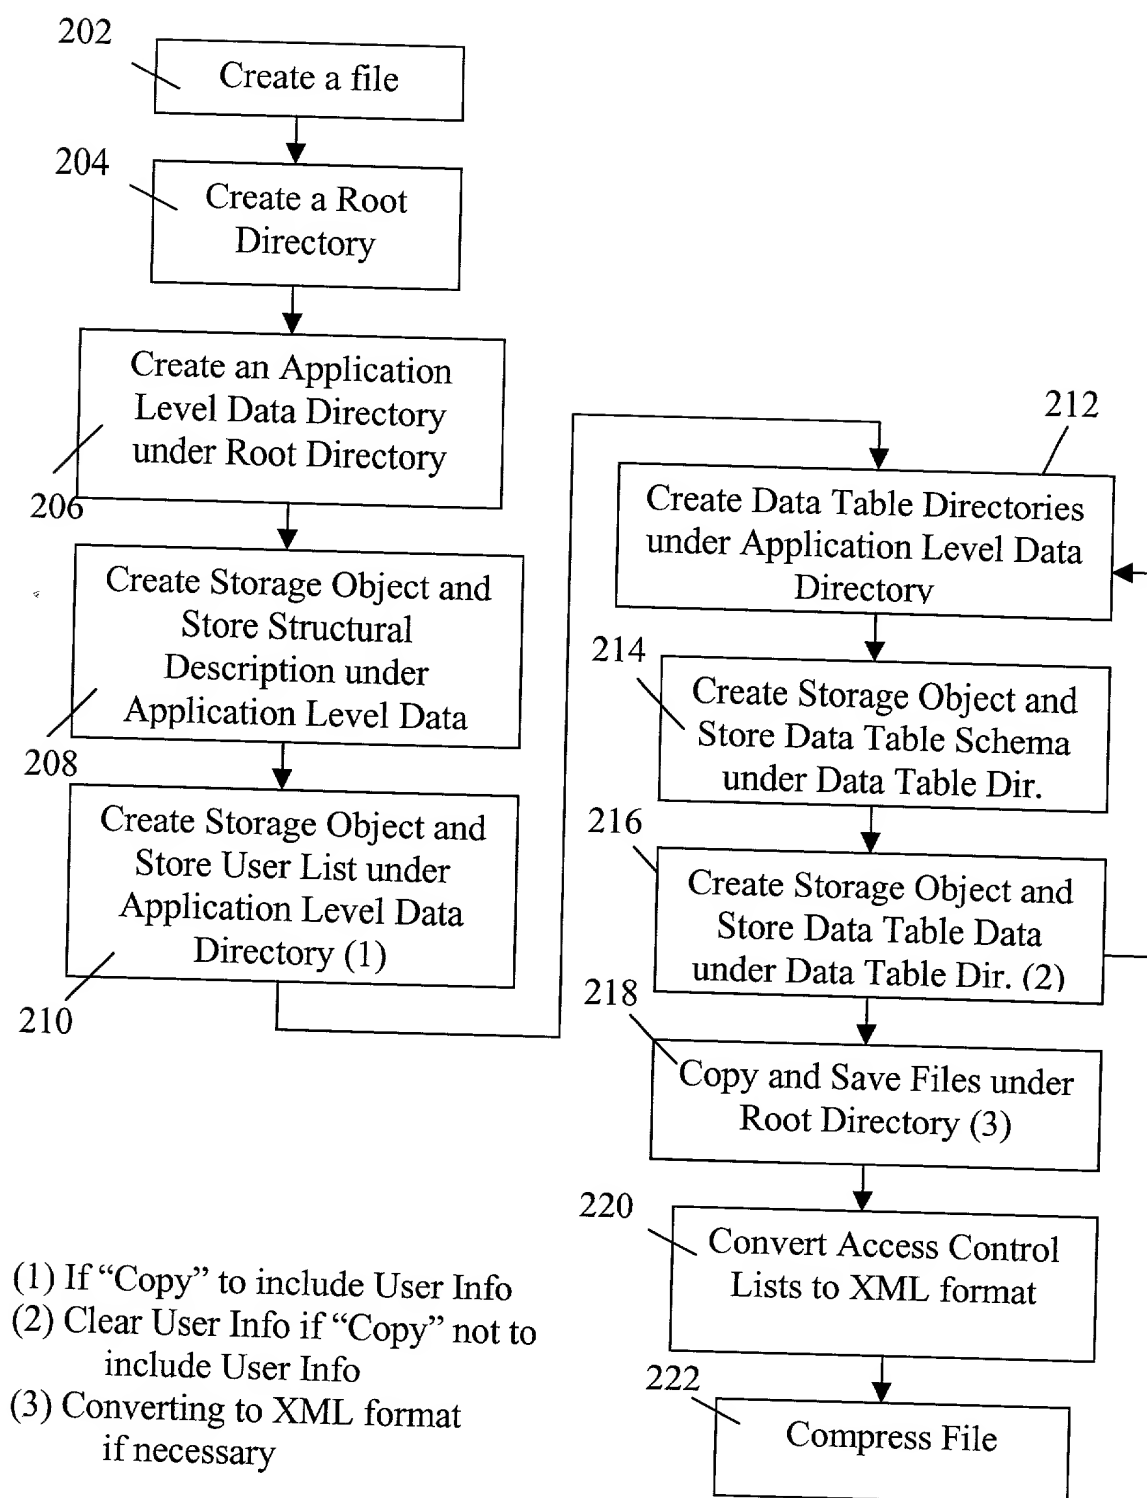 202
Create a file
204
Create a Root
Directory
Create an Application
Level Data Directory
under Root Directory
206
Create Storage Object and
Store Structural
Description under
Application Level Data
208
Create Storage Object and
Store User List under
Application Level Data
Directory (1)
210
212
Create Data Table Directories
under Application Level Data
Directory
214
Create Storage Object and
Store Data Table Schema
under Data Table Dir.
216
Create Storage Object and
Store Data Table Data
under Data Table Dir. (2)
218
Copy and Save Files under
Root Directory (3)
220
Convert Access Control
Lists to XML format
222
Compress File
(1) If “Copy” to include User Info
(2) Clear User Info if “Copy” not to
include User Info
(3) Converting to XML format
if necessary